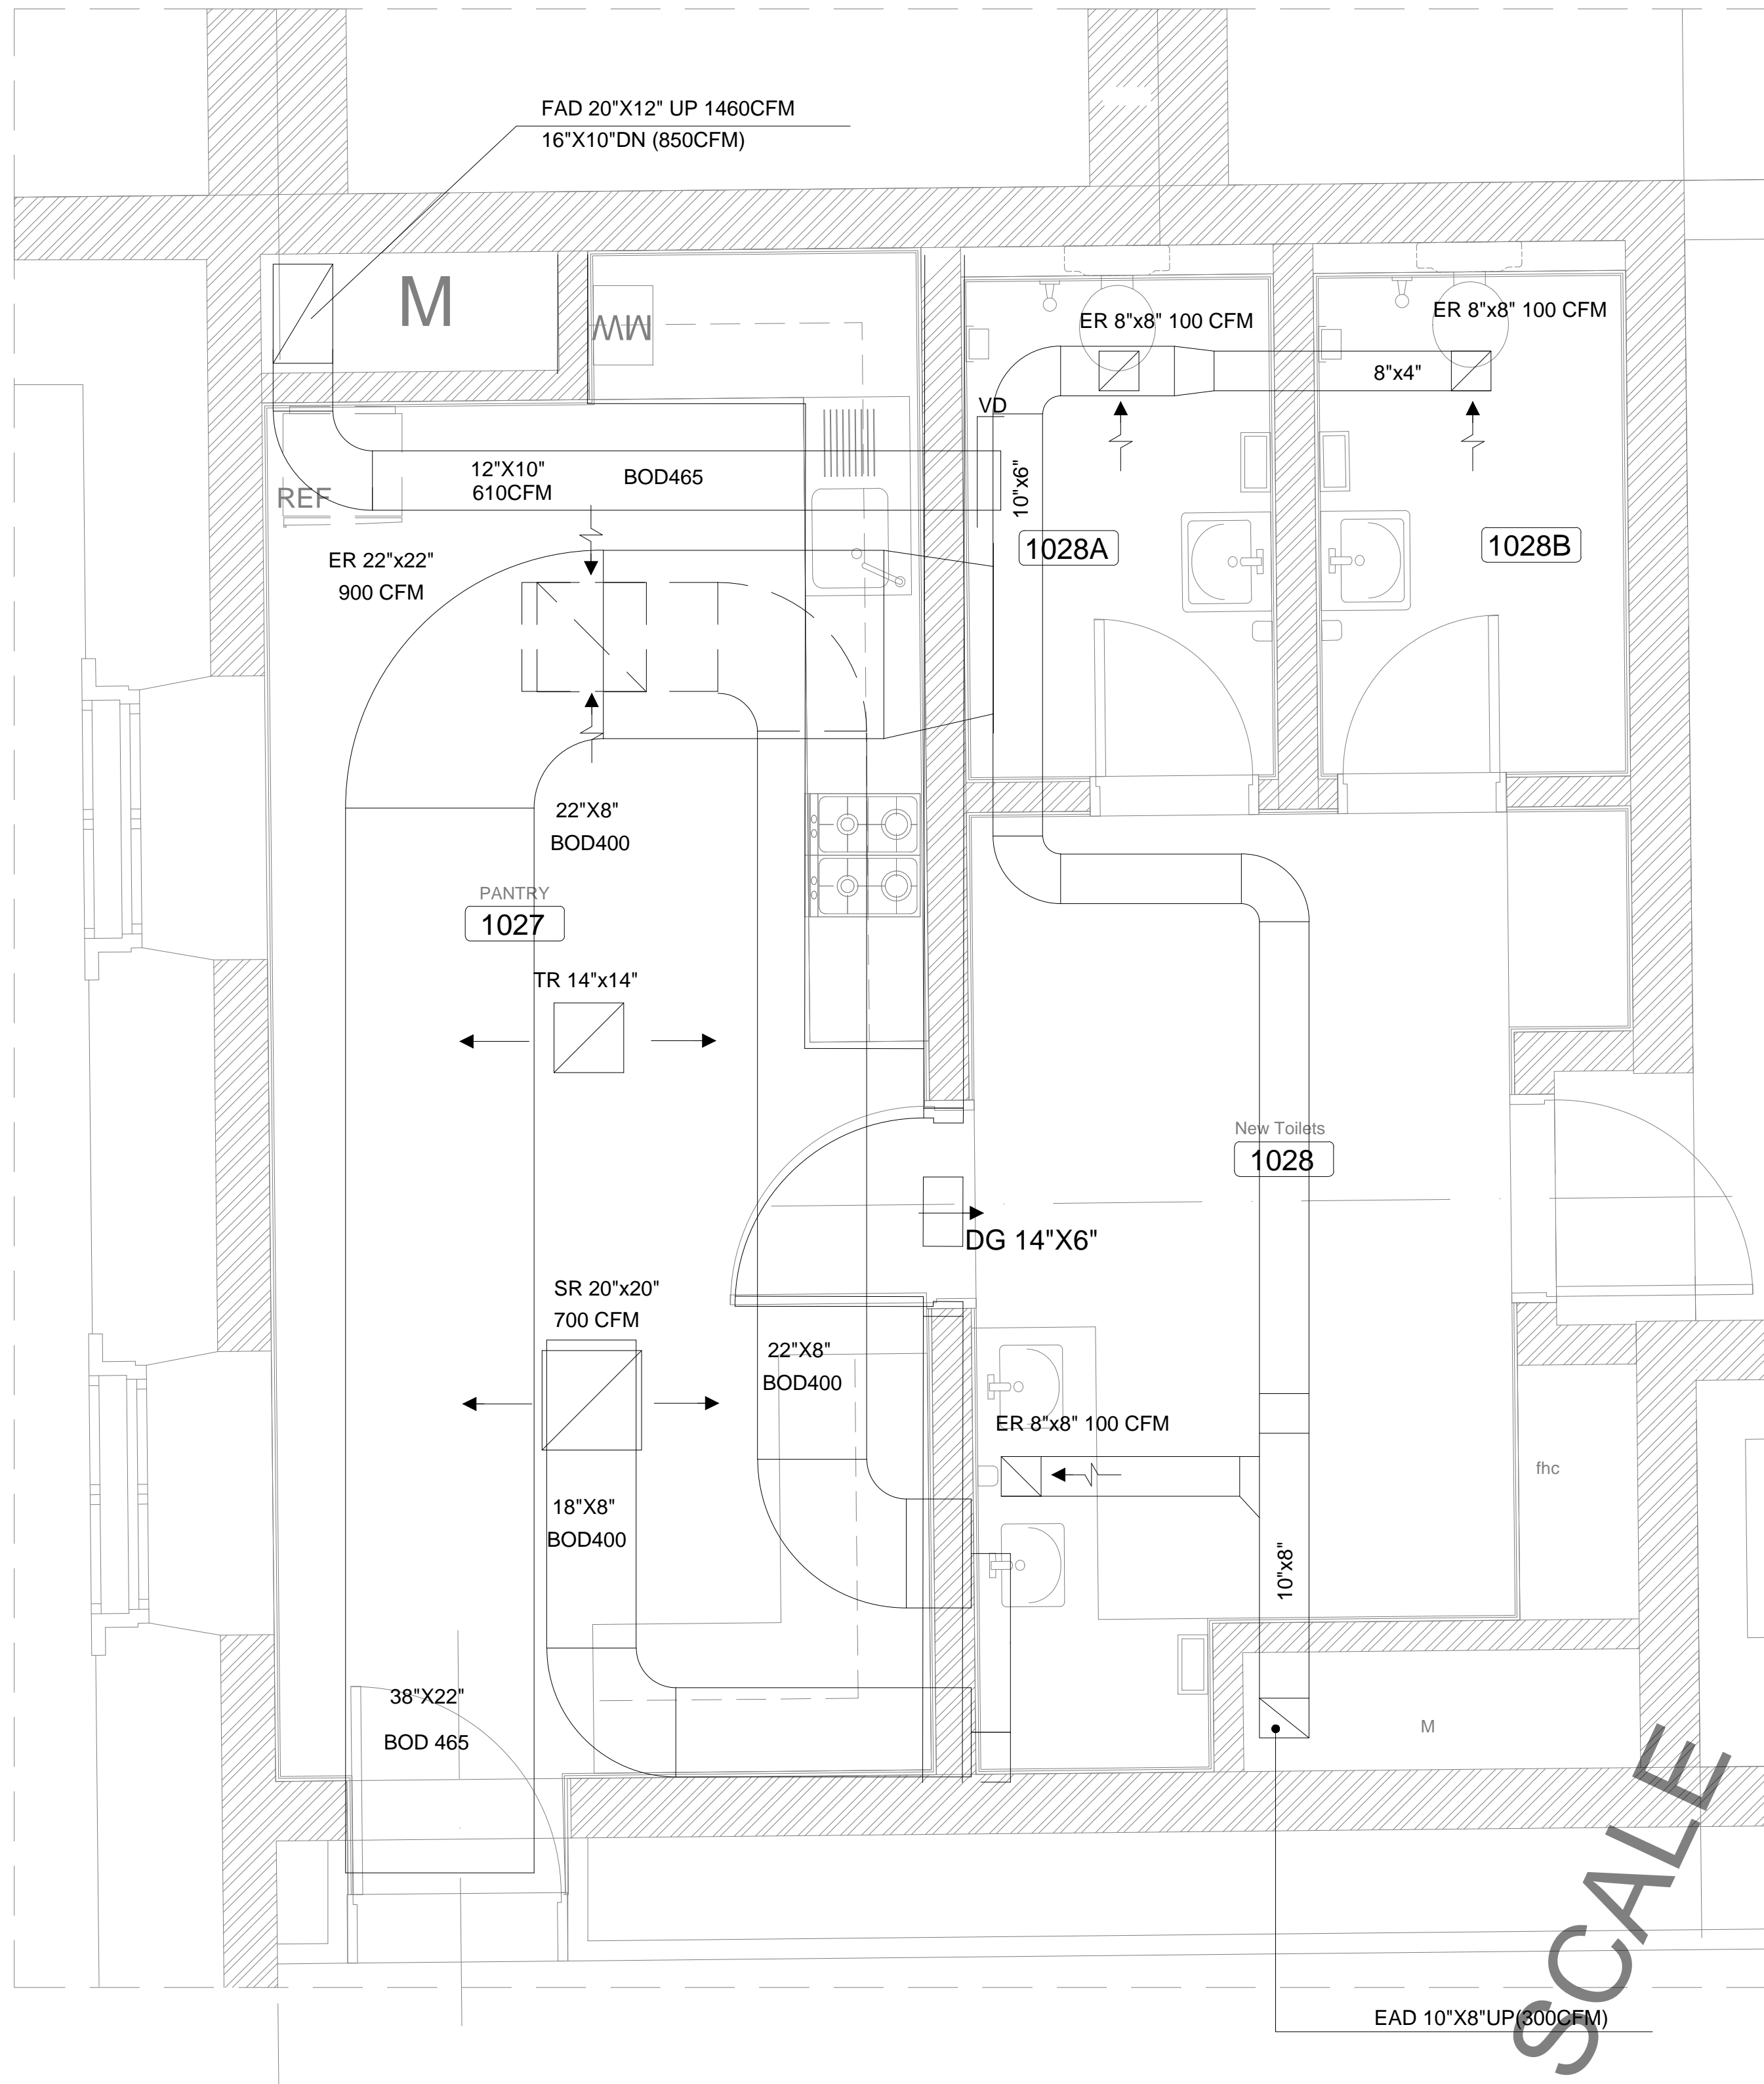 FAD 20"X12" UP 1460CFM
16"X10"DN (850CFM)
M
MW
ER 8"x8" 100 CFM
ER 8"x8" 100 CFM
8"x4"
VD
12"X10"
610CFM
BOD465
10"x6"
REF
1028A
1028B
ER 22"x22"
900 CFM
22"X8"
BOD400
PANTRY
1027
TR 14"x14"
New Toilets
1028
DG 14"X6"
SR 20"x20"
700 CFM
22"X8"
BOD400
ER 8"x8" 100 CFM
fhc
18"X8"
BOD400
10"x8"
38"X22"
BOD 465
M
SCALE
EAD 10"X8"UP(300CFM)